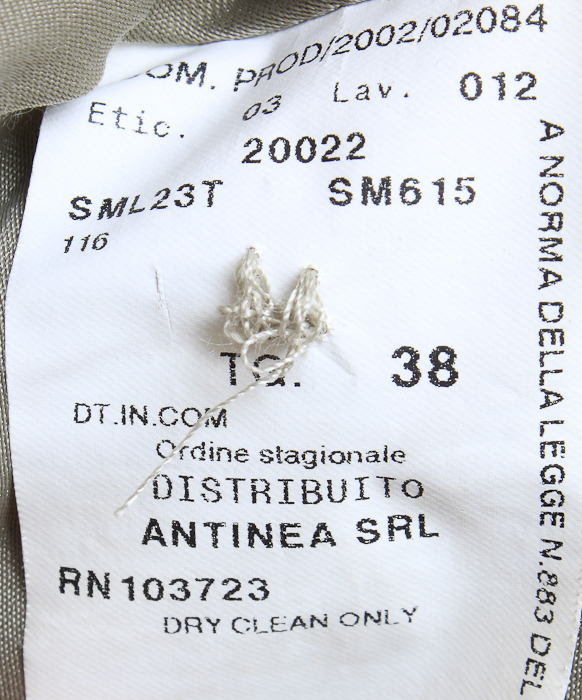 OM. PROD/2002/02084
Etic. 03 Lav. 012
20022
SML23T SM615
116
TG. 38
DT.IN.COM
Ordine stagionale
DISTRIBUITO
ANTINEA SRL
RN103723
DRY CLEAN ONLY
A NORMA DELLA LEGGE N.883 DEL